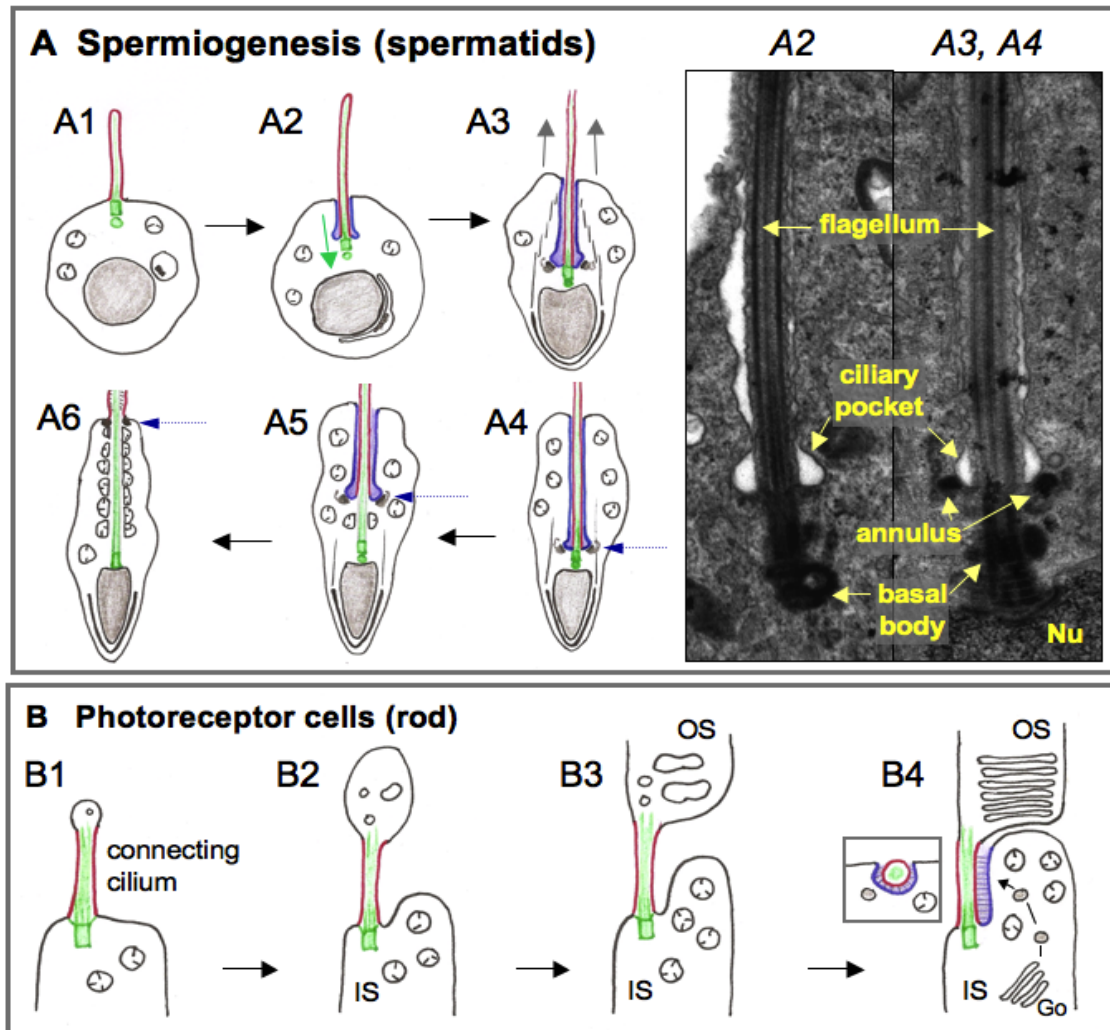 A Spermiogenesis (spermatids)
A2
A3, A4
A1
A2
A3
flagellum
ciliary
pocket
annulus
basal
body
Nu
A6
A5
A4
B Photoreceptor cells (rod)
B1
connecting
cilium
B2
IS
B3
OS
IS
B4
OS
IS
Go